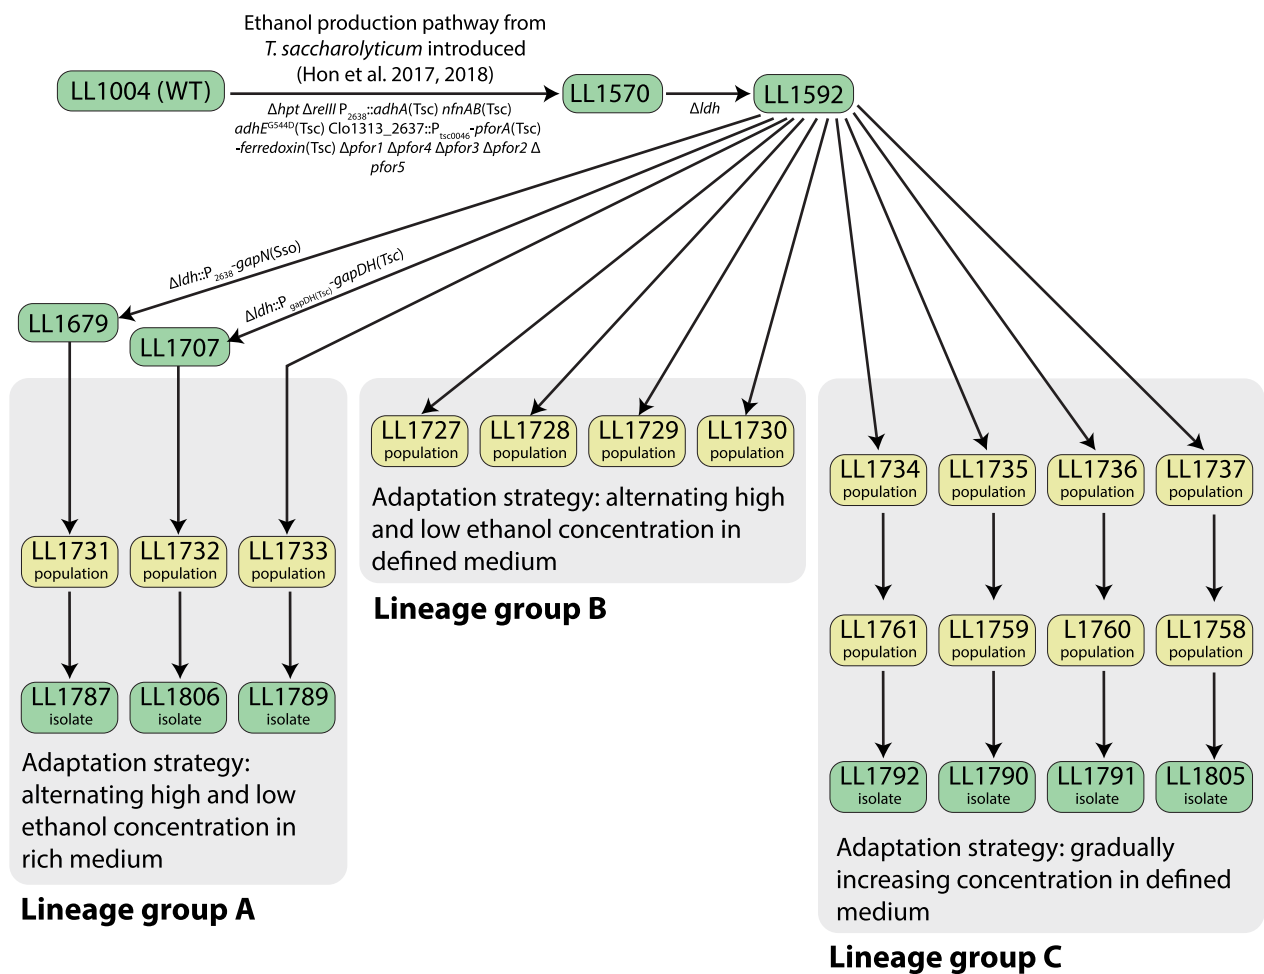 Ethanol production pathway from
T. saccharolyticum introduced
(Hon et al. 2017, 2018)
LL1004 (WT)
LL1570
LL1592
Δhpt ΔreIII P2638::adhA(Tsc) nfnAB(Tsc)
adhEG544D(Tsc) Clo1313_2637::Ptsc0046-pforA(Tsc)
-ferredoxin(Tsc) Δpfor1 Δpfor4 Δpfor3 Δpfor2 Δ
pfor5
Δldh
Δldh::P2638-gapN(Sso)
Δldh::PgapDH(Tsc)-gapDH(Tsc)
LL1679
LL1707
LL1731
population
LL1732
population
LL1733
population
LL1787
isolate
LL1806
isolate
LL1789
isolate
Adaptation strategy:
alternating high and low
ethanol concentration in
rich medium
Lineage group A
LL1727
population
LL1728
population
LL1729
population
LL1730
population
Adaptation strategy: alternating high
and low ethanol concentration in
defined medium
Lineage group B
LL1734
population
LL1735
population
LL1736
population
LL1737
population
LL1761
population
LL1759
population
L1760
population
LL1758
population
LL1792
isolate
LL1790
isolate
LL1791
isolate
LL1805
isolate
Adaptation strategy: gradually
increasing concentration in defined
medium
Lineage group C